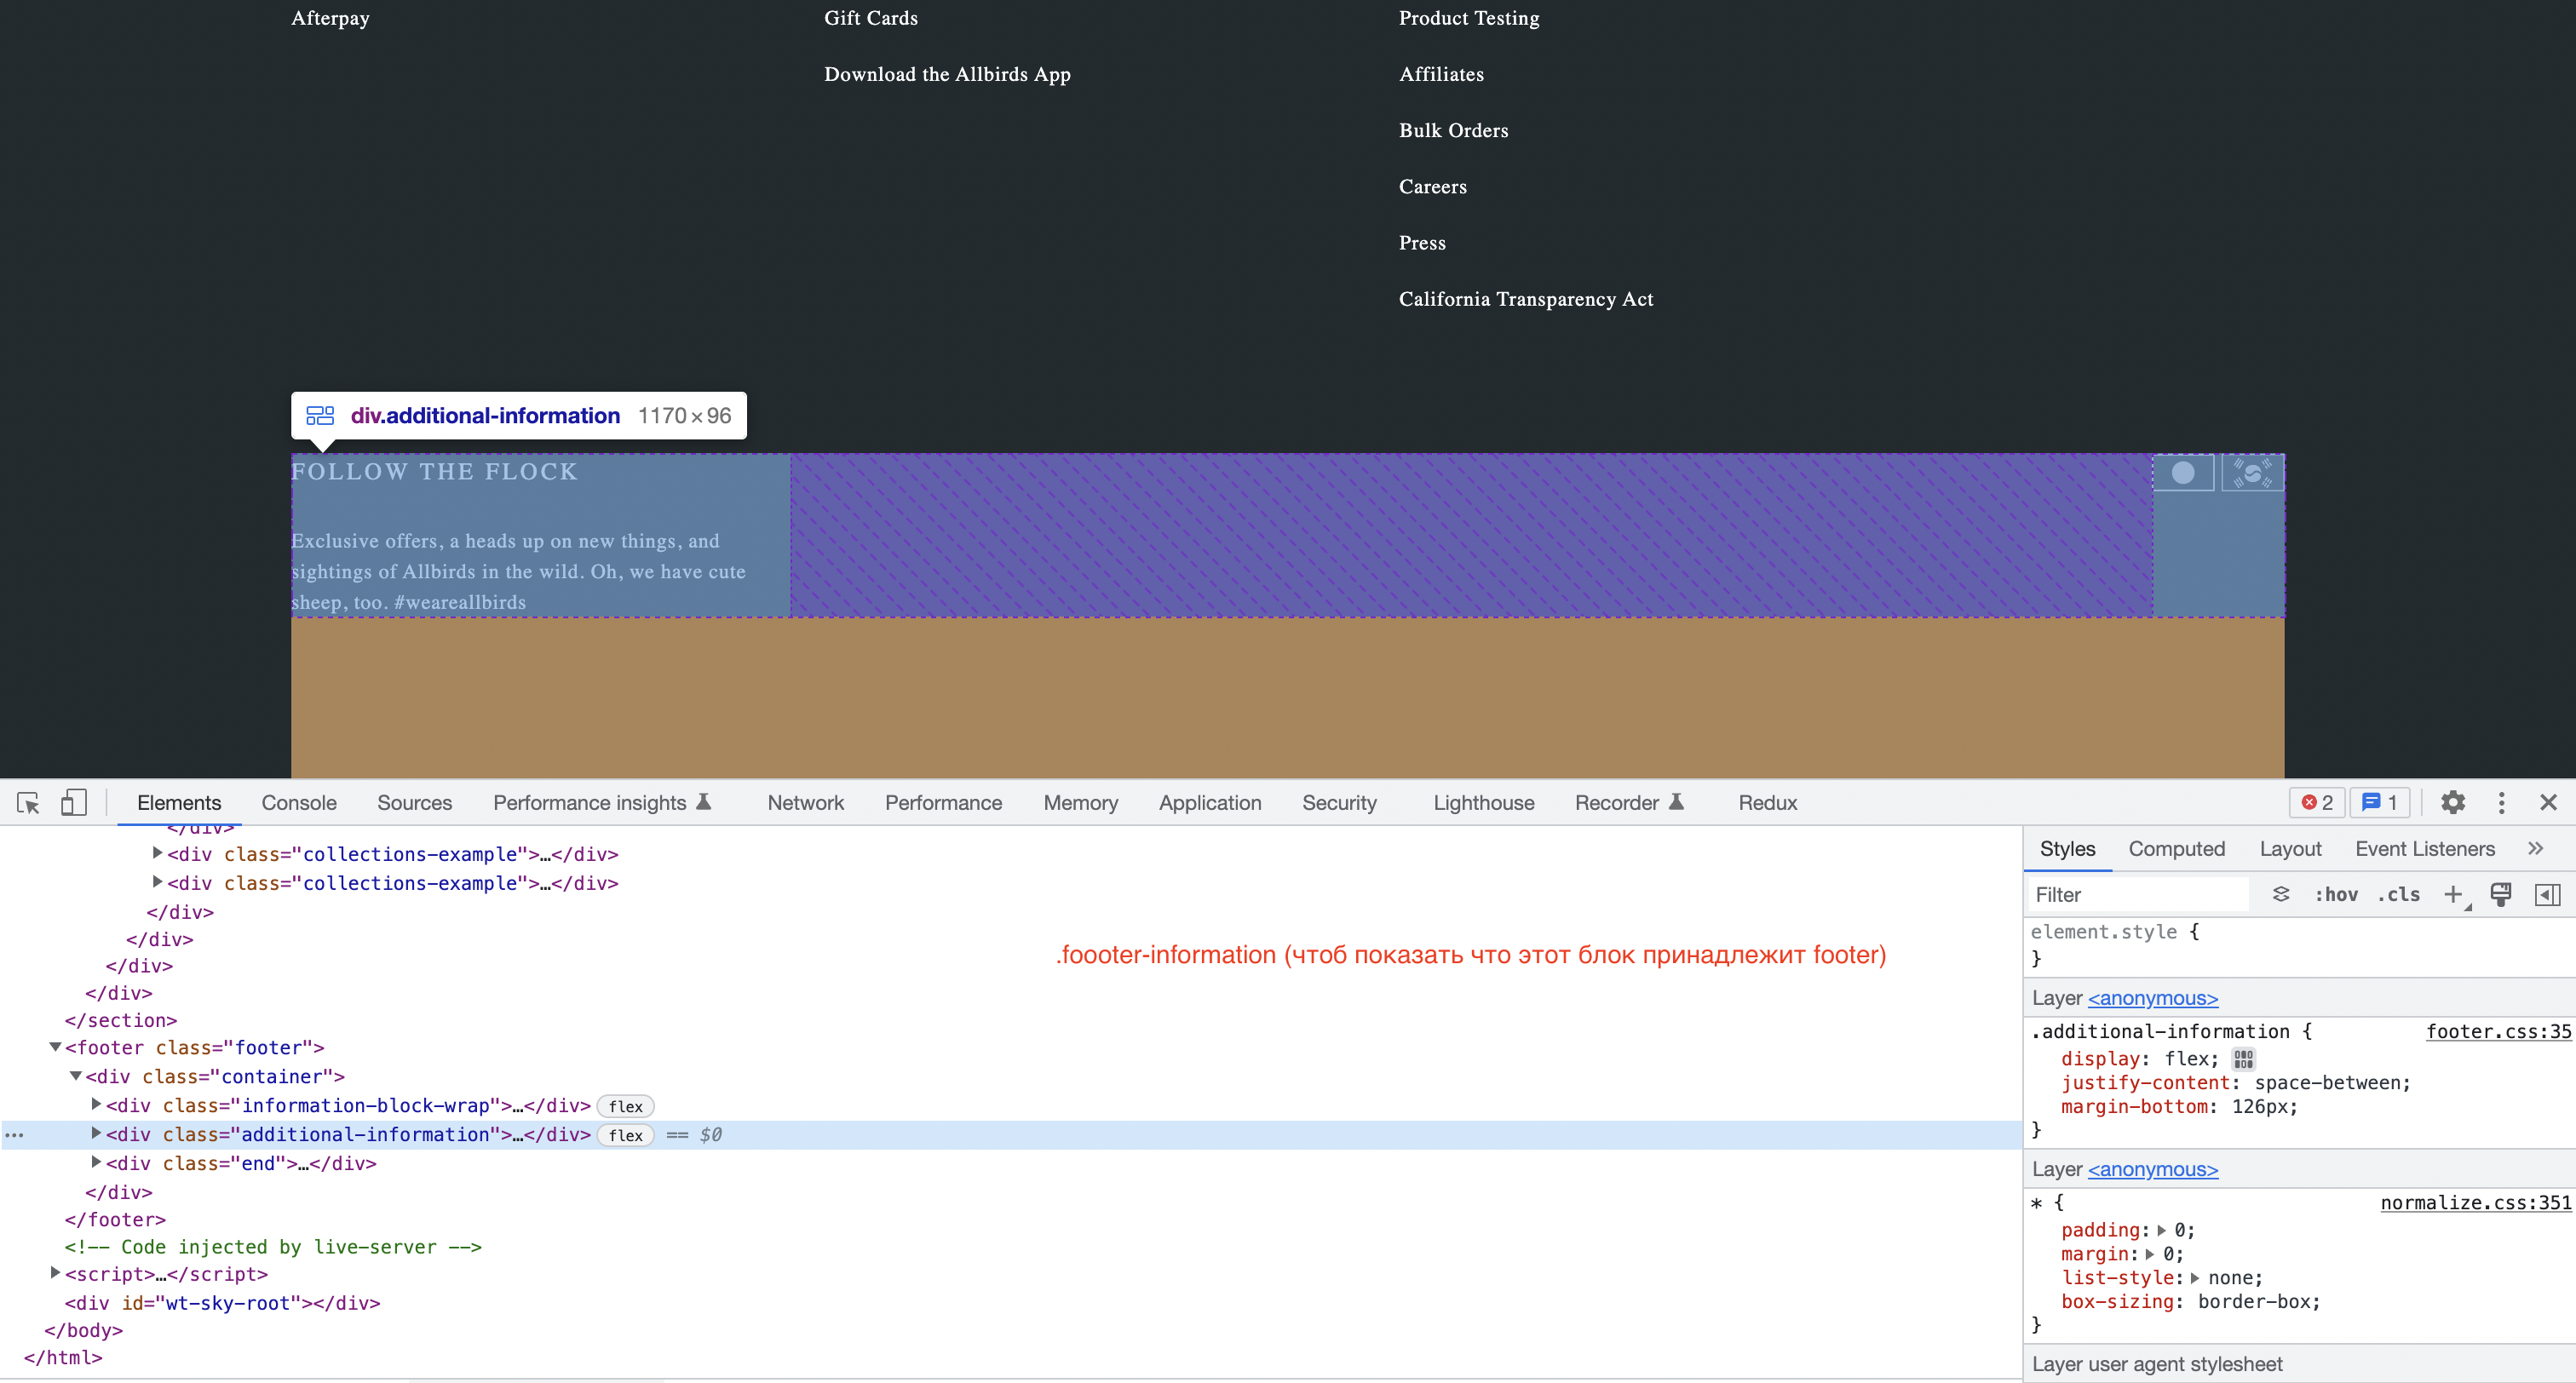 Afterpay
Gift Cards
Product Testing
Download the Allbirds App
Affiliates
Bulk Orders
Careers
Press
California Transparency Act
div.additional-information 1170 × 96
FOLLOW THE FLOCK
Exclusive offers, a heads up on new things, and
sightings of Allbirds in the wild. Oh, we have cute
sheep, too. #weareallbirds
Elements Console Sources Performance insights Network Performance Memory Application Security Lighthouse Recorder Redux 2 1
</div>
<div class="collections-example">…</div>
<div class="collections-example">…</div>
</div>
</div>
</div>
</div>
</section>
<footer class="footer">
<div class="container">
<div class="information-block-wrap">…</div> flex
<div class="additional-information">…</div> flex == $0
<div class="end">…</div>
</div>
</footer>
<!-- Code injected by live-server -->
<script>…</script>
<div id="wt-sky-root"></div>
</body>
</html>
.foooter-information (чтоб показать что этот блок принадлежит footer)
Styles Computed Layout Event Listeners
Filter :hov .cls
element.style {
}
Layer <anonymous>
.additional-information { footer.css:35
display: flex;
justify-content: space-between;
margin-bottom: 126px;
}
Layer <anonymous>
* { normalize.css:351
padding: 0;
margin: 0;
list-style: none;
box-sizing: border-box;
}
Layer user agent stylesheet